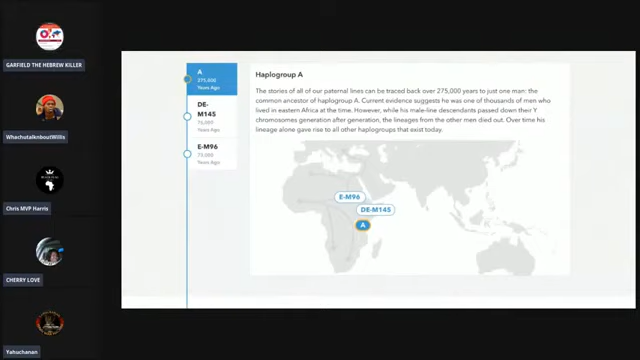 GARFIELD THE HEBREW KILLER
WhachutalknboutWillis
Chris MVP Harris
CHERRY LOVE
Yahuchanan
A
275,000
Years Ago
DE-
M145
Years Ago
E-M96
73,000
Years Ago
Haplogroup A
The stories of all of our paternal lines can be traced back over 275,000 years to just one man: the
common ancestor of haplogroup A. Current evidence suggests he was one of thousands of men who
lived in eastern Africa at the time. However, while his male-line descendants passed down their Y
chromosomes generation after generation, the lineages from the other men died out. Over time his
lineage alone gave rise to all other haplogroups that exist today.
E-M96
DE-M145
A